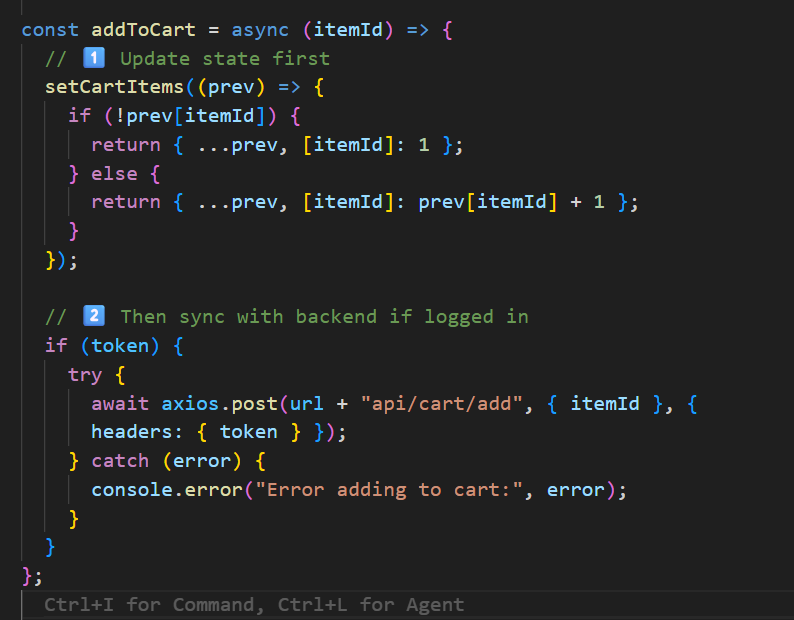 const addToCart = async (itemId) => {
  // 1️⃣ Update state first
  setCartItems((prev) => {
    if (!prev[itemId]) {
      return { ...prev, [itemId]: 1 };
    } else {
      return { ...prev, [itemId]: prev[itemId] + 1 };
    }
  });

  // 2️⃣ Then sync with backend if logged in
  if (token) {
    try {
      await axios.post(url + "api/cart/add", { itemId }, {
      headers: { token } });
    } catch (error) {
      console.error("Error adding to cart:", error);
    }
  }
};
  Ctrl+I for Command, Ctrl+L for Agent